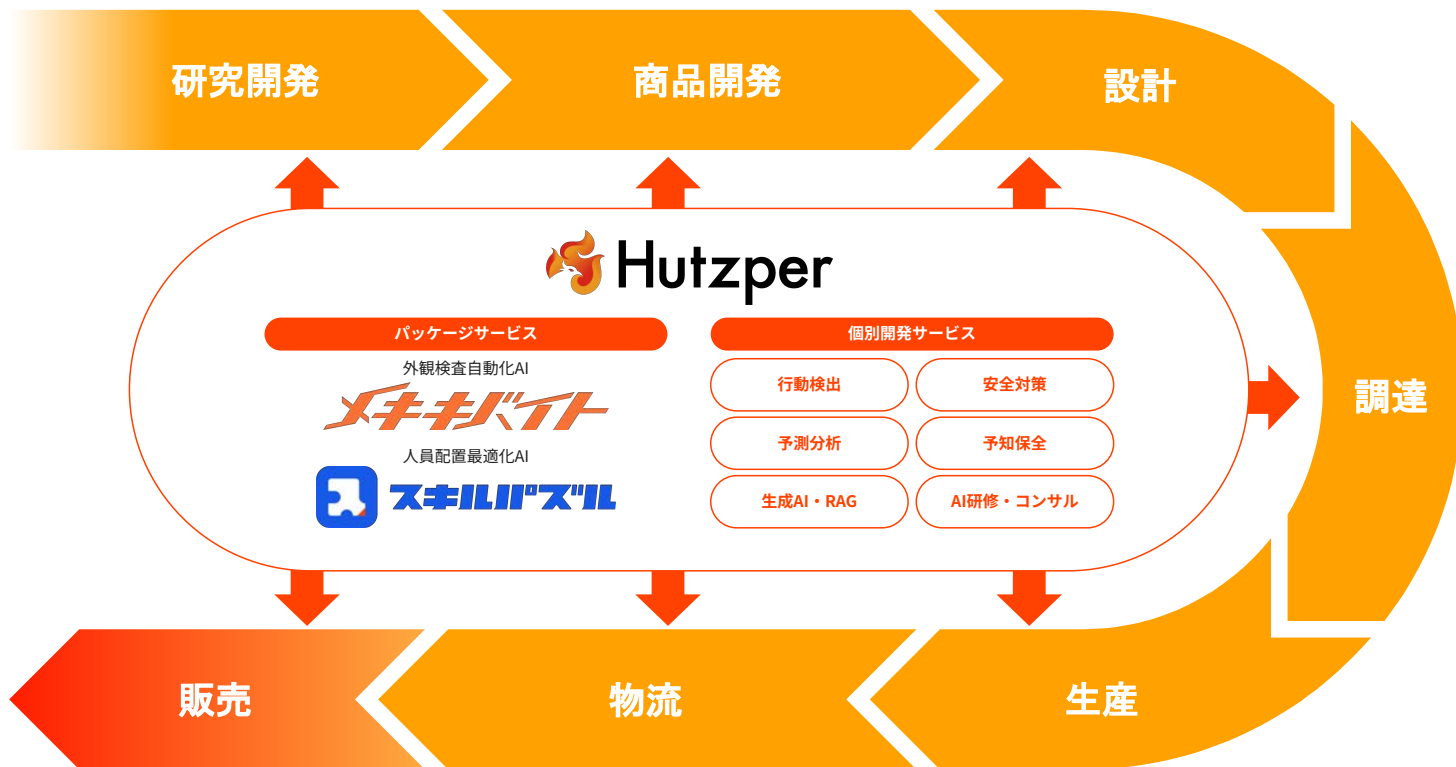 研究開発
商品開発
設計
調達
Hutzper
パッケージサービス
外観検査自動化AI
メキキバイト
人員配置最適化AI
スキルパズル
個別開発サービス
行動検出
安全対策
予測分析
予知保全
生成AI・RAG
AI研修・コンサル
販売
物流
生産